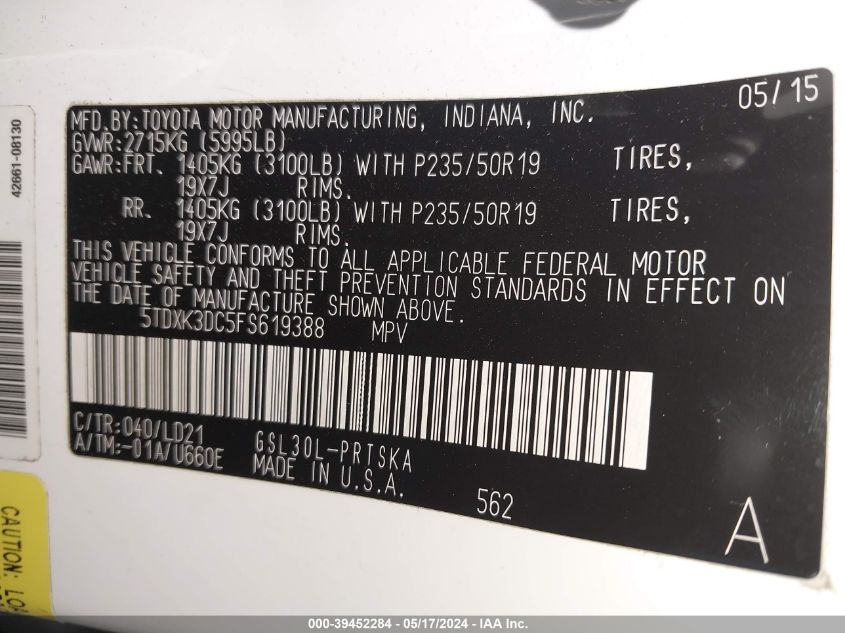 05/15
MFD.BY:TOYOTA MOTOR MANUFACTURING, INDIANA, INC.
GVWR:2715KG (5995LB)
GAWR:FRT. 1405KG (3100LB) WITH P235/50R19 TIRES,
19X7J RIMS.
RR. 1405KG (3100LB) WITH P235/50R19 TIRES,
19X7J RIMS.
THIS VEHICLE CONFORMS TO ALL APPLICABLE FEDERAL MOTOR
VEHICLE SAFETY AND THEFT PREVENTION STANDARDS IN EFFECT ON
THE DATE OF MANUFACTURE SHOWN ABOVE.
5TDXK3DC5FS619388 MPV
C/TR:040/LD21 GSL30L-PRTSKA
A/TM:-01A/U660E MADE IN U.S.A.
562
A
42661-08130
CAUTION:
000-39452284 - 05/17/2024 - IAA Inc.